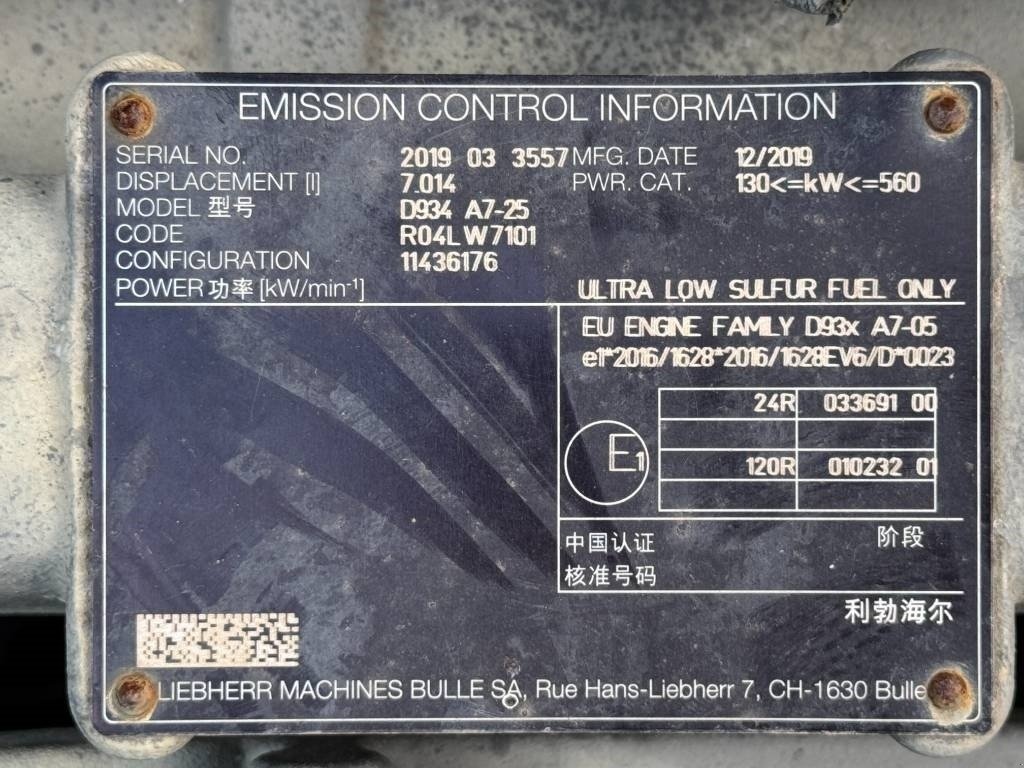 EMISSION CONTROL INFORMATION
SERIAL NO. 2019 03 3557 MFG. DATE 12/2019
DISPLACEMENT [l] 7.014 PWR. CAT. 130<=kW<=560
MODEL 型号 D934 A7-25
CODE R04LW7101
CONFIGURATION 11436176
POWER 功率 [kW/min⁻¹] ULTRA LOW SULFUR FUEL ONLY
EU ENGINE FAMILY D93x A7-05
e1*2016/1628*2016/1628EV6/D*0023
24R 033691 00
E1
120R 010232 01
中国认证 阶段
核准号码
利勃海尔
LIEBHERR MACHINES BULLE SA, Rue Hans-Liebherr 7, CH-1630 Bulle